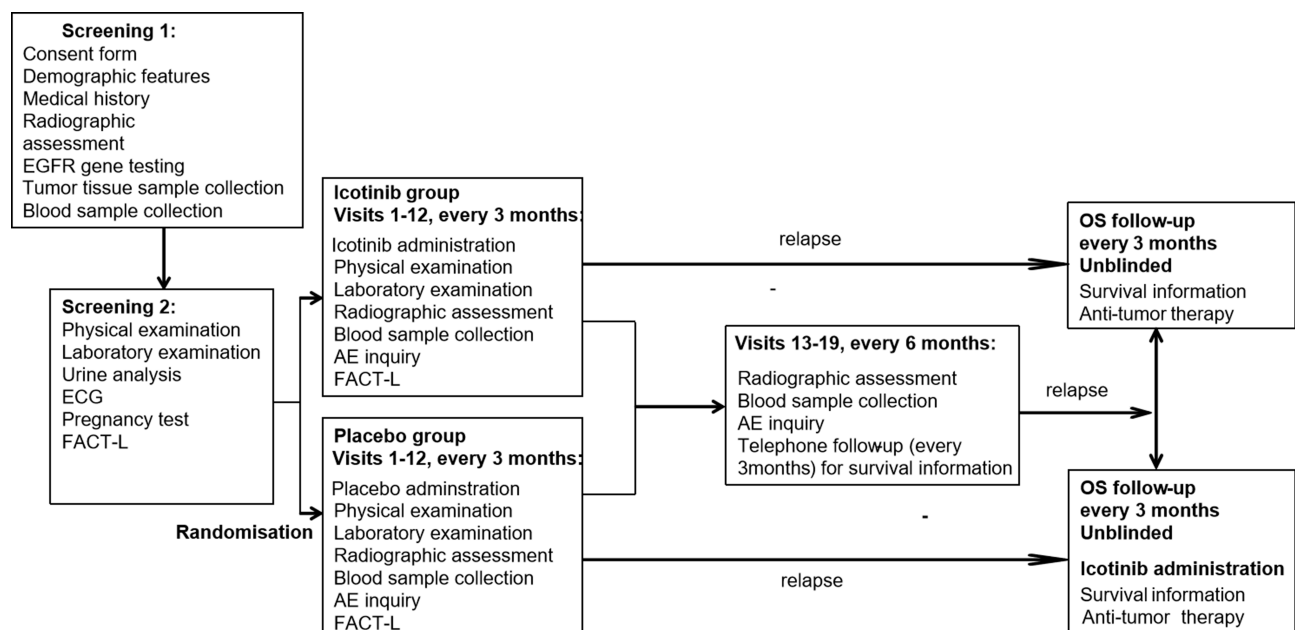 Screening 1:
Consent form
Demographic features
Medical history
Radiographic
assessment
EGFR gene testing
Tumor tissue sample collection
Blood sample collection
Screening 2:
Physical examination
Laboratory examination
Urine analysis
ECG
Pregnancy test
FACT-L
Randomisation
Icotinib group
Visits 1-12, every 3 months:
Icotinib administration
Physical examination
Laboratory examination
Radiographic assessment
Blood sample collection
AE inquiry
FACT-L
Placebo group
Visits 1-12, every 3 months:
Placebo adminstration
Physical examination
Laboratory examination
Radiographic assessment
Blood sample collection
AE inquiry
FACT-L
relapse
-
Visits 13-19, every 6 months:
Radiographic assessment
Blood sample collection
AE inquiry
Telephone follow-up (every
3months) for survival information
relapse
-
relapse
OS follow-up
every 3 months
Unblinded
Survival information
Anti-tumor therapy
OS follow-up
every 3 months
Unblinded
Icotinib administration
Survival information
Anti-tumor therapy